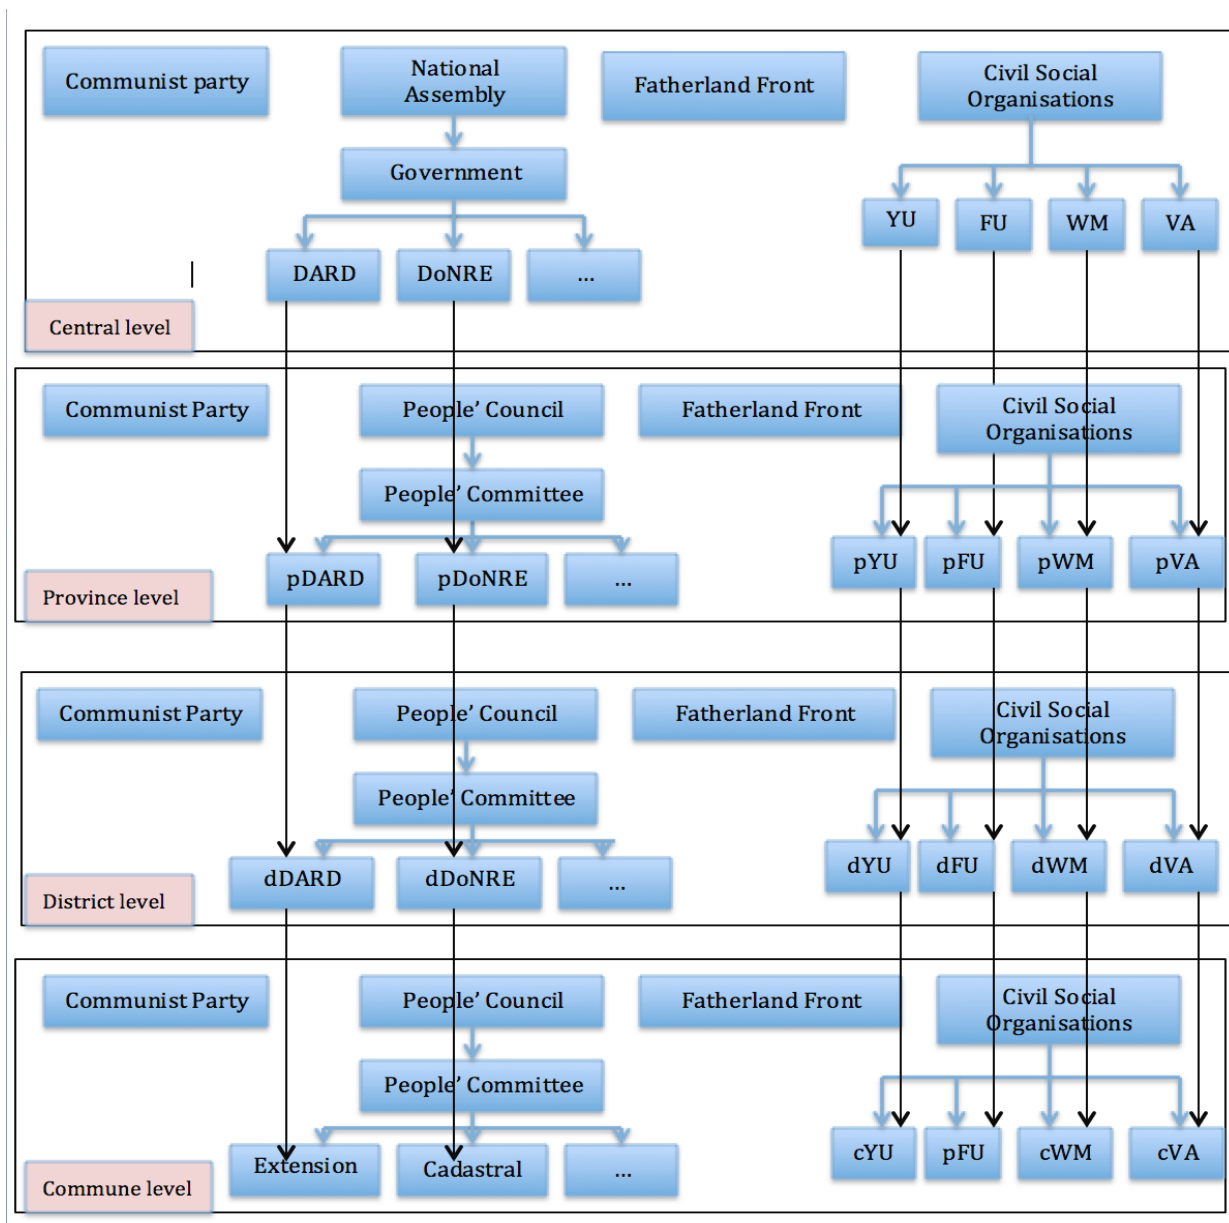 Communist party
National
Assembly
Fatherland Front
Civil Social
Organisations
Government
YU
FU
WM
VA
DARD
DoNRE
...
Central level
Communist Party
People' Council
Fatherland Front
Civil Social
Organisations
People' Committee
pDARD
pDoNRE
...
pYU
pFU
pWM
pVA
Province level
Communist Party
People' Council
Fatherland Front
Civil Social
Organisations
People' Committee
dDARD
dDoNRE
...
dYU
dFU
dWM
dVA
District level
Communist Party
People' Council
Fatherland Front
Civil Social
Organisations
People' Committee
Extension
Cadastral
...
cYU
pFU
cWM
cVA
Commune level